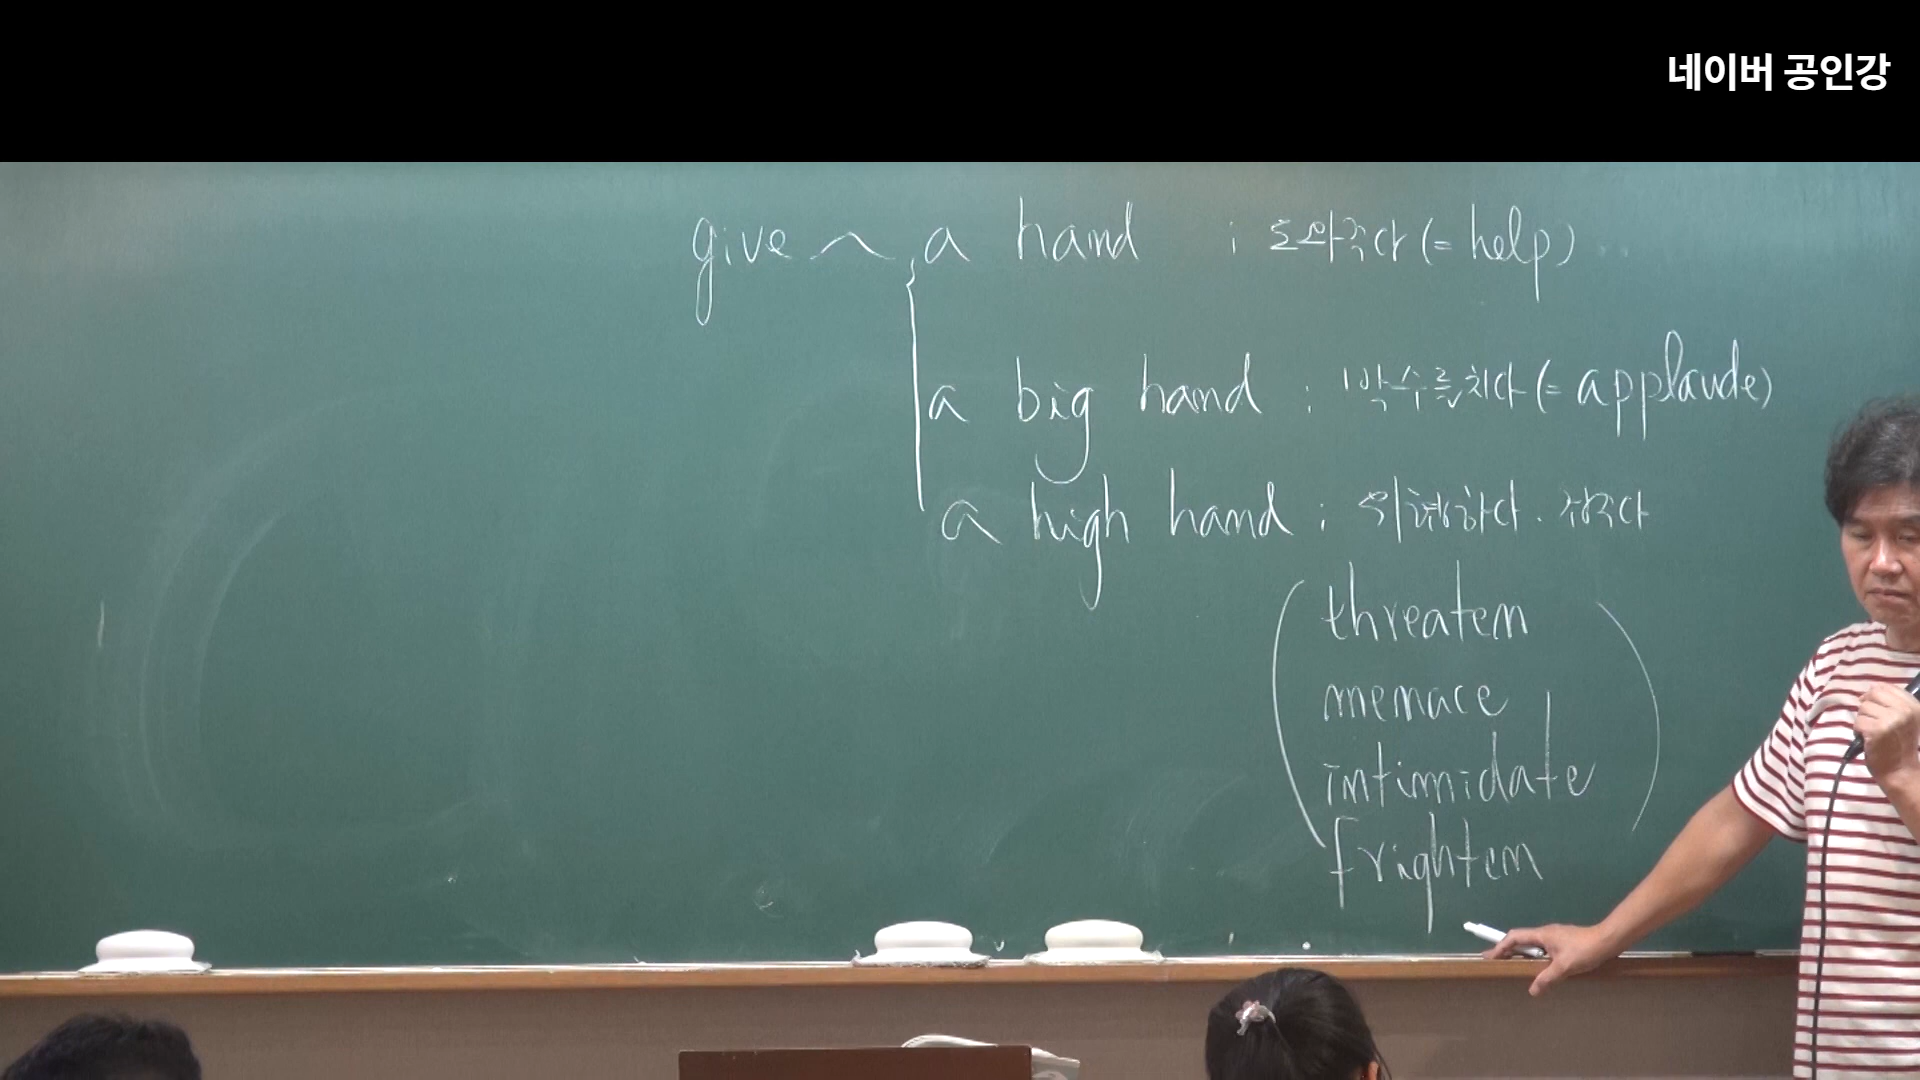 네이버 공인강
give ~ a hand ; 도와주다 (= help)
a big hand ; 박수를 치다 (= applaude)
a high hand ; 위협하다. 겁주다
threaten
menace
intimidate
frighten